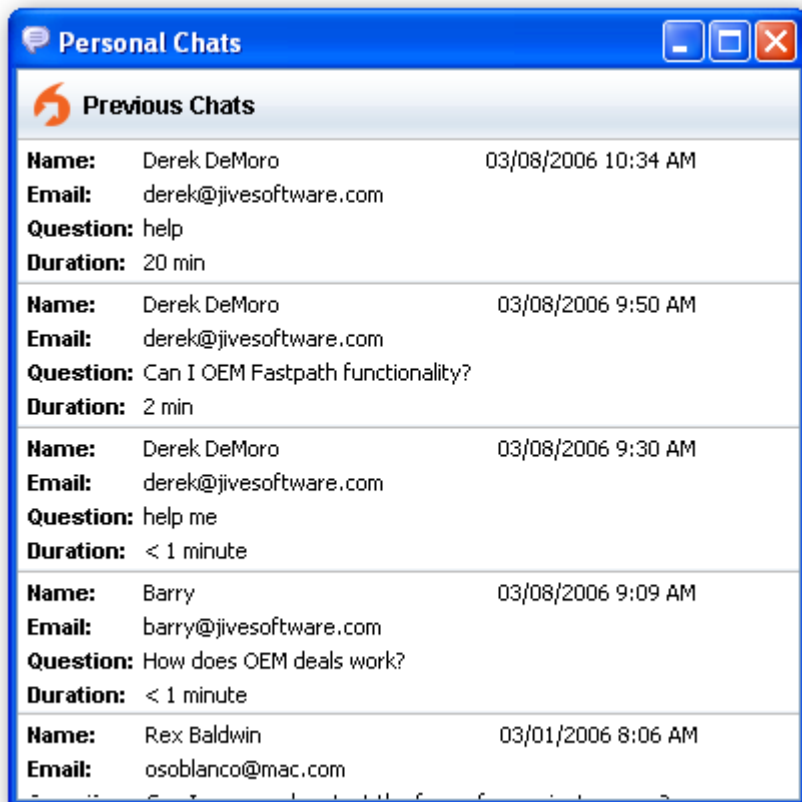 Personal Chats
Previous Chats
Name: Derek DeMoro 03/08/2006 10:34 AM
Email: derek@jivesoftware.com
Question: help
Duration: 20 min
Name: Derek DeMoro 03/08/2006 9:50 AM
Email: derek@jivesoftware.com
Question: Can I OEM Fastpath functionality?
Duration: 2 min
Name: Derek DeMoro 03/08/2006 9:30 AM
Email: derek@jivesoftware.com
Question: help me
Duration: < 1 minute
Name: Barry 03/08/2006 9:09 AM
Email: barry@jivesoftware.com
Question: How does OEM deals work?
Duration: < 1 minute
Name: Rex Baldwin 03/01/2006 8:06 AM
Email: osoblanco@mac.com